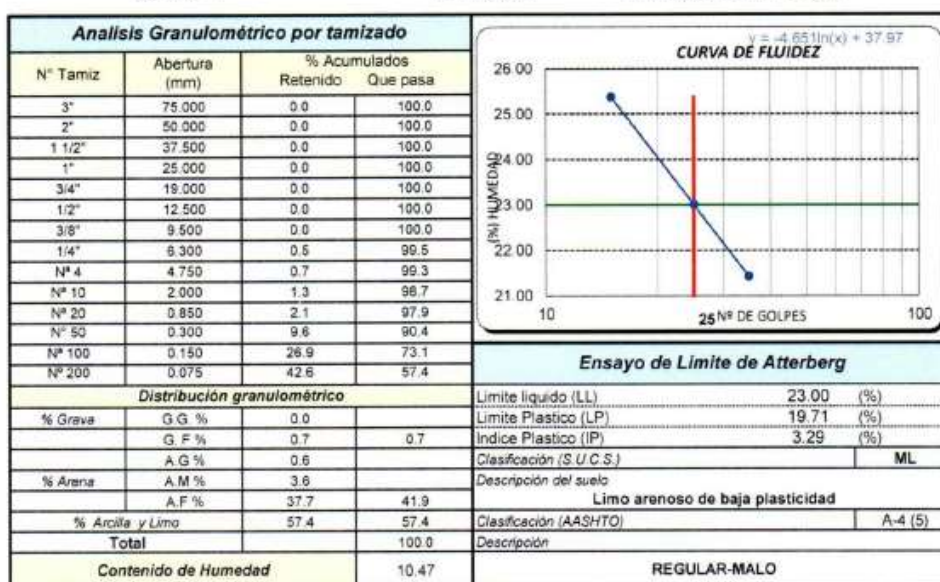 Analisis Granulométrico por tamizado
N° Tamiz Abertura (mm) % Acumulados
Retenido Que pasa
3" 75.000 0.0 100.0
2" 50.000 0.0 100.0
1 1/2" 37.500 0.0 100.0
1" 25.000 0.0 100.0
3/4" 19.000 0.0 100.0
1/2" 12.500 0.0 100.0
3/8" 9.500 0.0 100.0
1/4" 6.300 0.5 99.5
Nª 4 4.750 0.7 99.3
Nª 10 2.000 1.3 98.7
Nª 20 0.850 2.1 97.9
N° 50 0.300 9.6 90.4
Nª 100 0.150 26.9 73.1
Nº 200 0.075 42.6 57.4
Distribución granulométrico
% Grava G.G. % 0.0
G. F % 0.7 0.7
A.G % 0.6
% Arena A.M % 3.6
A.F % 37.7 41.9
% Arcilla y Limo 57.4 57.4
Total 100.0
Contenido de Humedad 10.47
y = -4.651ln(x) + 37.97
CURVA DE FLUIDEZ
(%) HUMEDAD
26.00
25.00
24.00
23.00
22.00
21.00
10 25 Nº DE GOLPES 100
Ensayo de Limite de Atterberg
Limite liquido (LL) 23.00 (%)
Limite Plastico (LP) 19.71 (%)
Indice Plastico (IP) 3.29 (%)
Clasificación (S.U.C.S.) ML
Descripción del suelo
Limo arenoso de baja plasticidad
Clasificación (AASHTO) A-4 (5)
Descripción
REGULAR-MALO